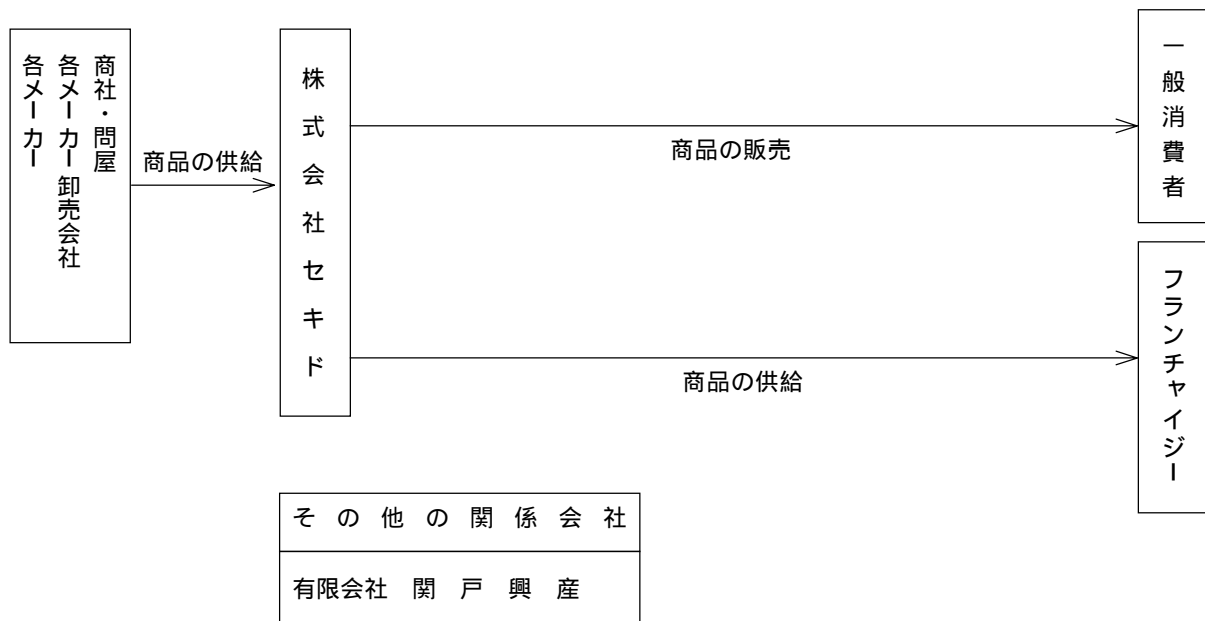 商社・問屋
各メーカー卸売会社
各メーカー
商品の供給
株式会社セキド
商品の販売
商品の供給
一般消費者
フランチャイジー
その他の関係会社
有限会社 関戸興産